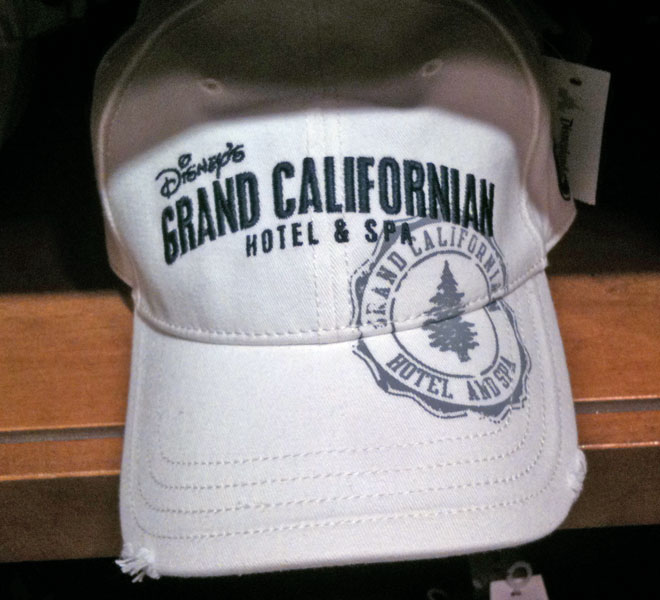 Disney's
GRAND CALIFORNIAN
HOTEL & SPA
GRAND CALIFORNIAN
HOTEL AND SPA